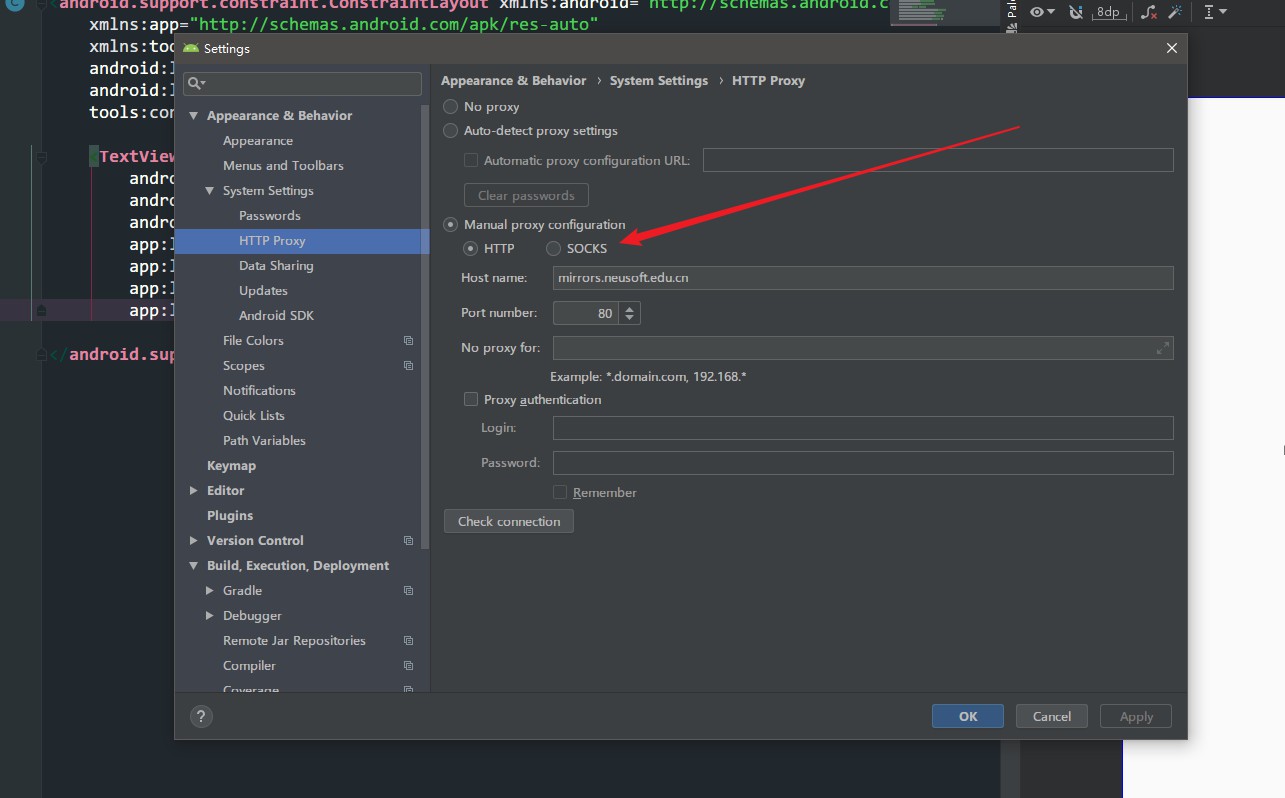 <android.support.constraint.ConstraintLayout xmlns:android="http://schemas.android.c
xmlns:app="http://schemas.android.com/apk/res-auto"
xmlns:too
android:l
android:l
tools:con
<TextView
andro
andro
andro
app:l
app:l
app:l
app:l
</android.sup
Pal
8dp
Settings
Appearance & Behavior
Appearance
Menus and Toolbars
System Settings
Passwords
HTTP Proxy
Data Sharing
Updates
Android SDK
File Colors
Scopes
Notifications
Quick Lists
Path Variables
Keymap
Editor
Plugins
Version Control
Build, Execution, Deployment
Gradle
Debugger
Remote Jar Repositories
Compiler
Coverage
Appearance & Behavior › System Settings › HTTP Proxy
No proxy
Auto-detect proxy settings
Automatic proxy configuration URL:
Clear passwords
Manual proxy configuration
HTTP SOCKS
Host name: mirrors.neusoft.edu.cn
Port number: 80
No proxy for:
Example: *.domain.com, 192.168.*
Proxy authentication
Login:
Password:
Remember
Check connection
? OK Cancel Apply